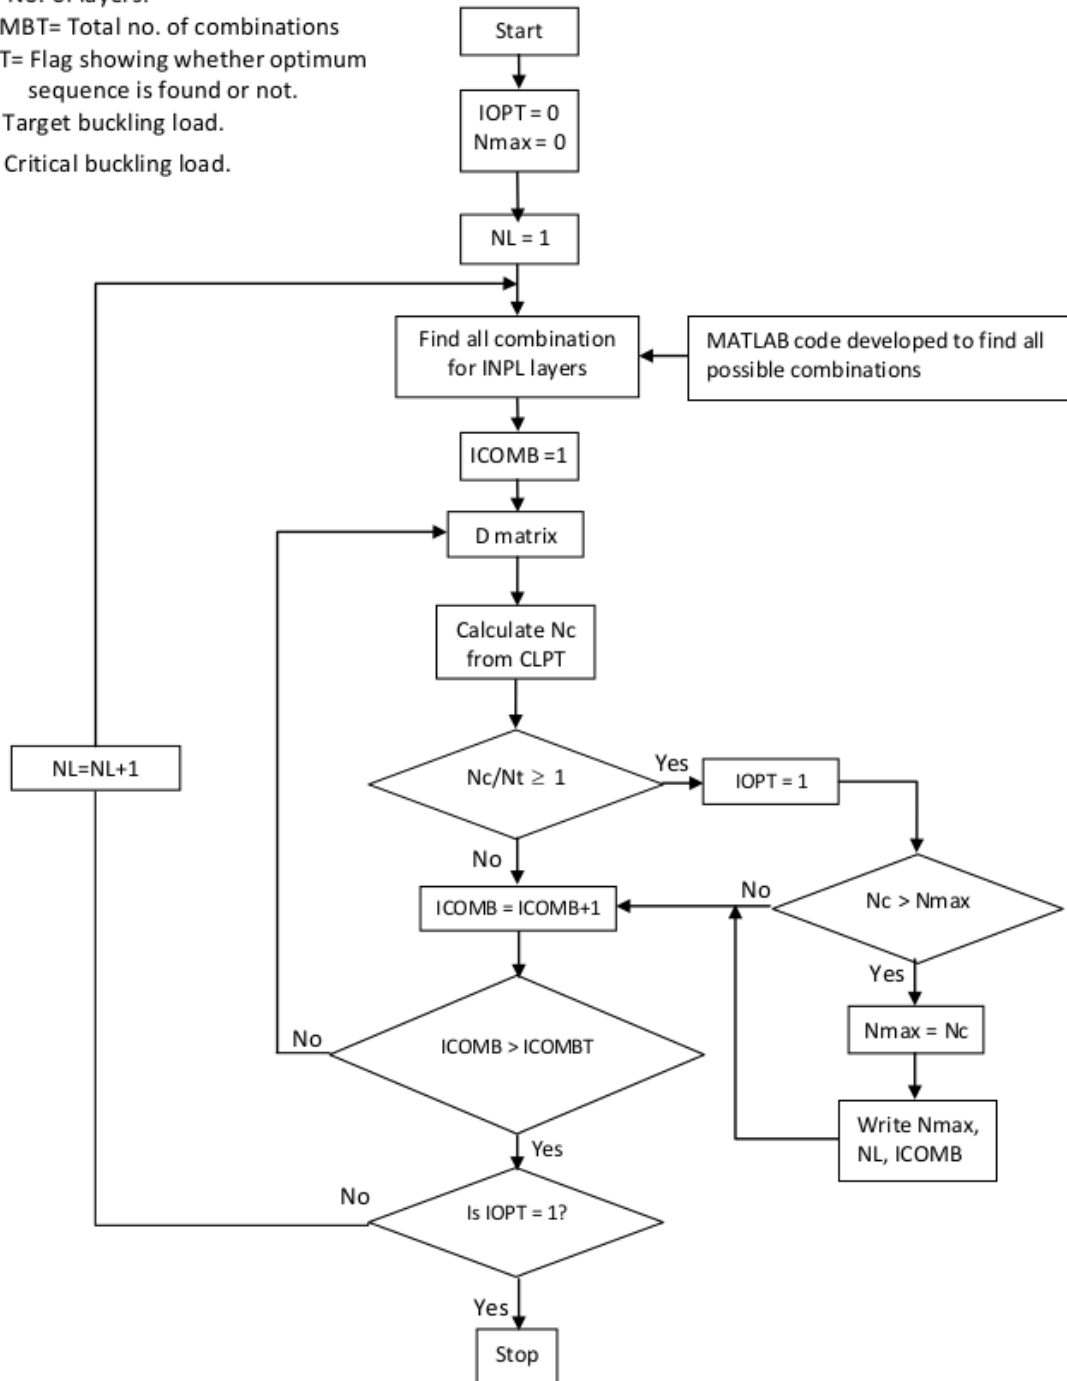 No. of layers.
MBT= Total no. of combinations
T= Flag showing whether optimum
sequence is found or not.
Target buckling load.
Critical buckling load.
Start
IOPT = 0
Nmax = 0
NL = 1
Find all combination
for INPL layers
MATLAB code developed to find all
possible combinations
ICOMB =1
D matrix
Calculate Nc
from CLPT
NL=NL+1
Nc/Nt ≥ 1
Yes
IOPT = 1
No
ICOMB = ICOMB+1
No
Nc > Nmax
Yes
Nmax = Nc
No
ICOMB > ICOMBT
Write Nmax,
NL, ICOMB
Yes
No
Is IOPT = 1?
Yes
Stop